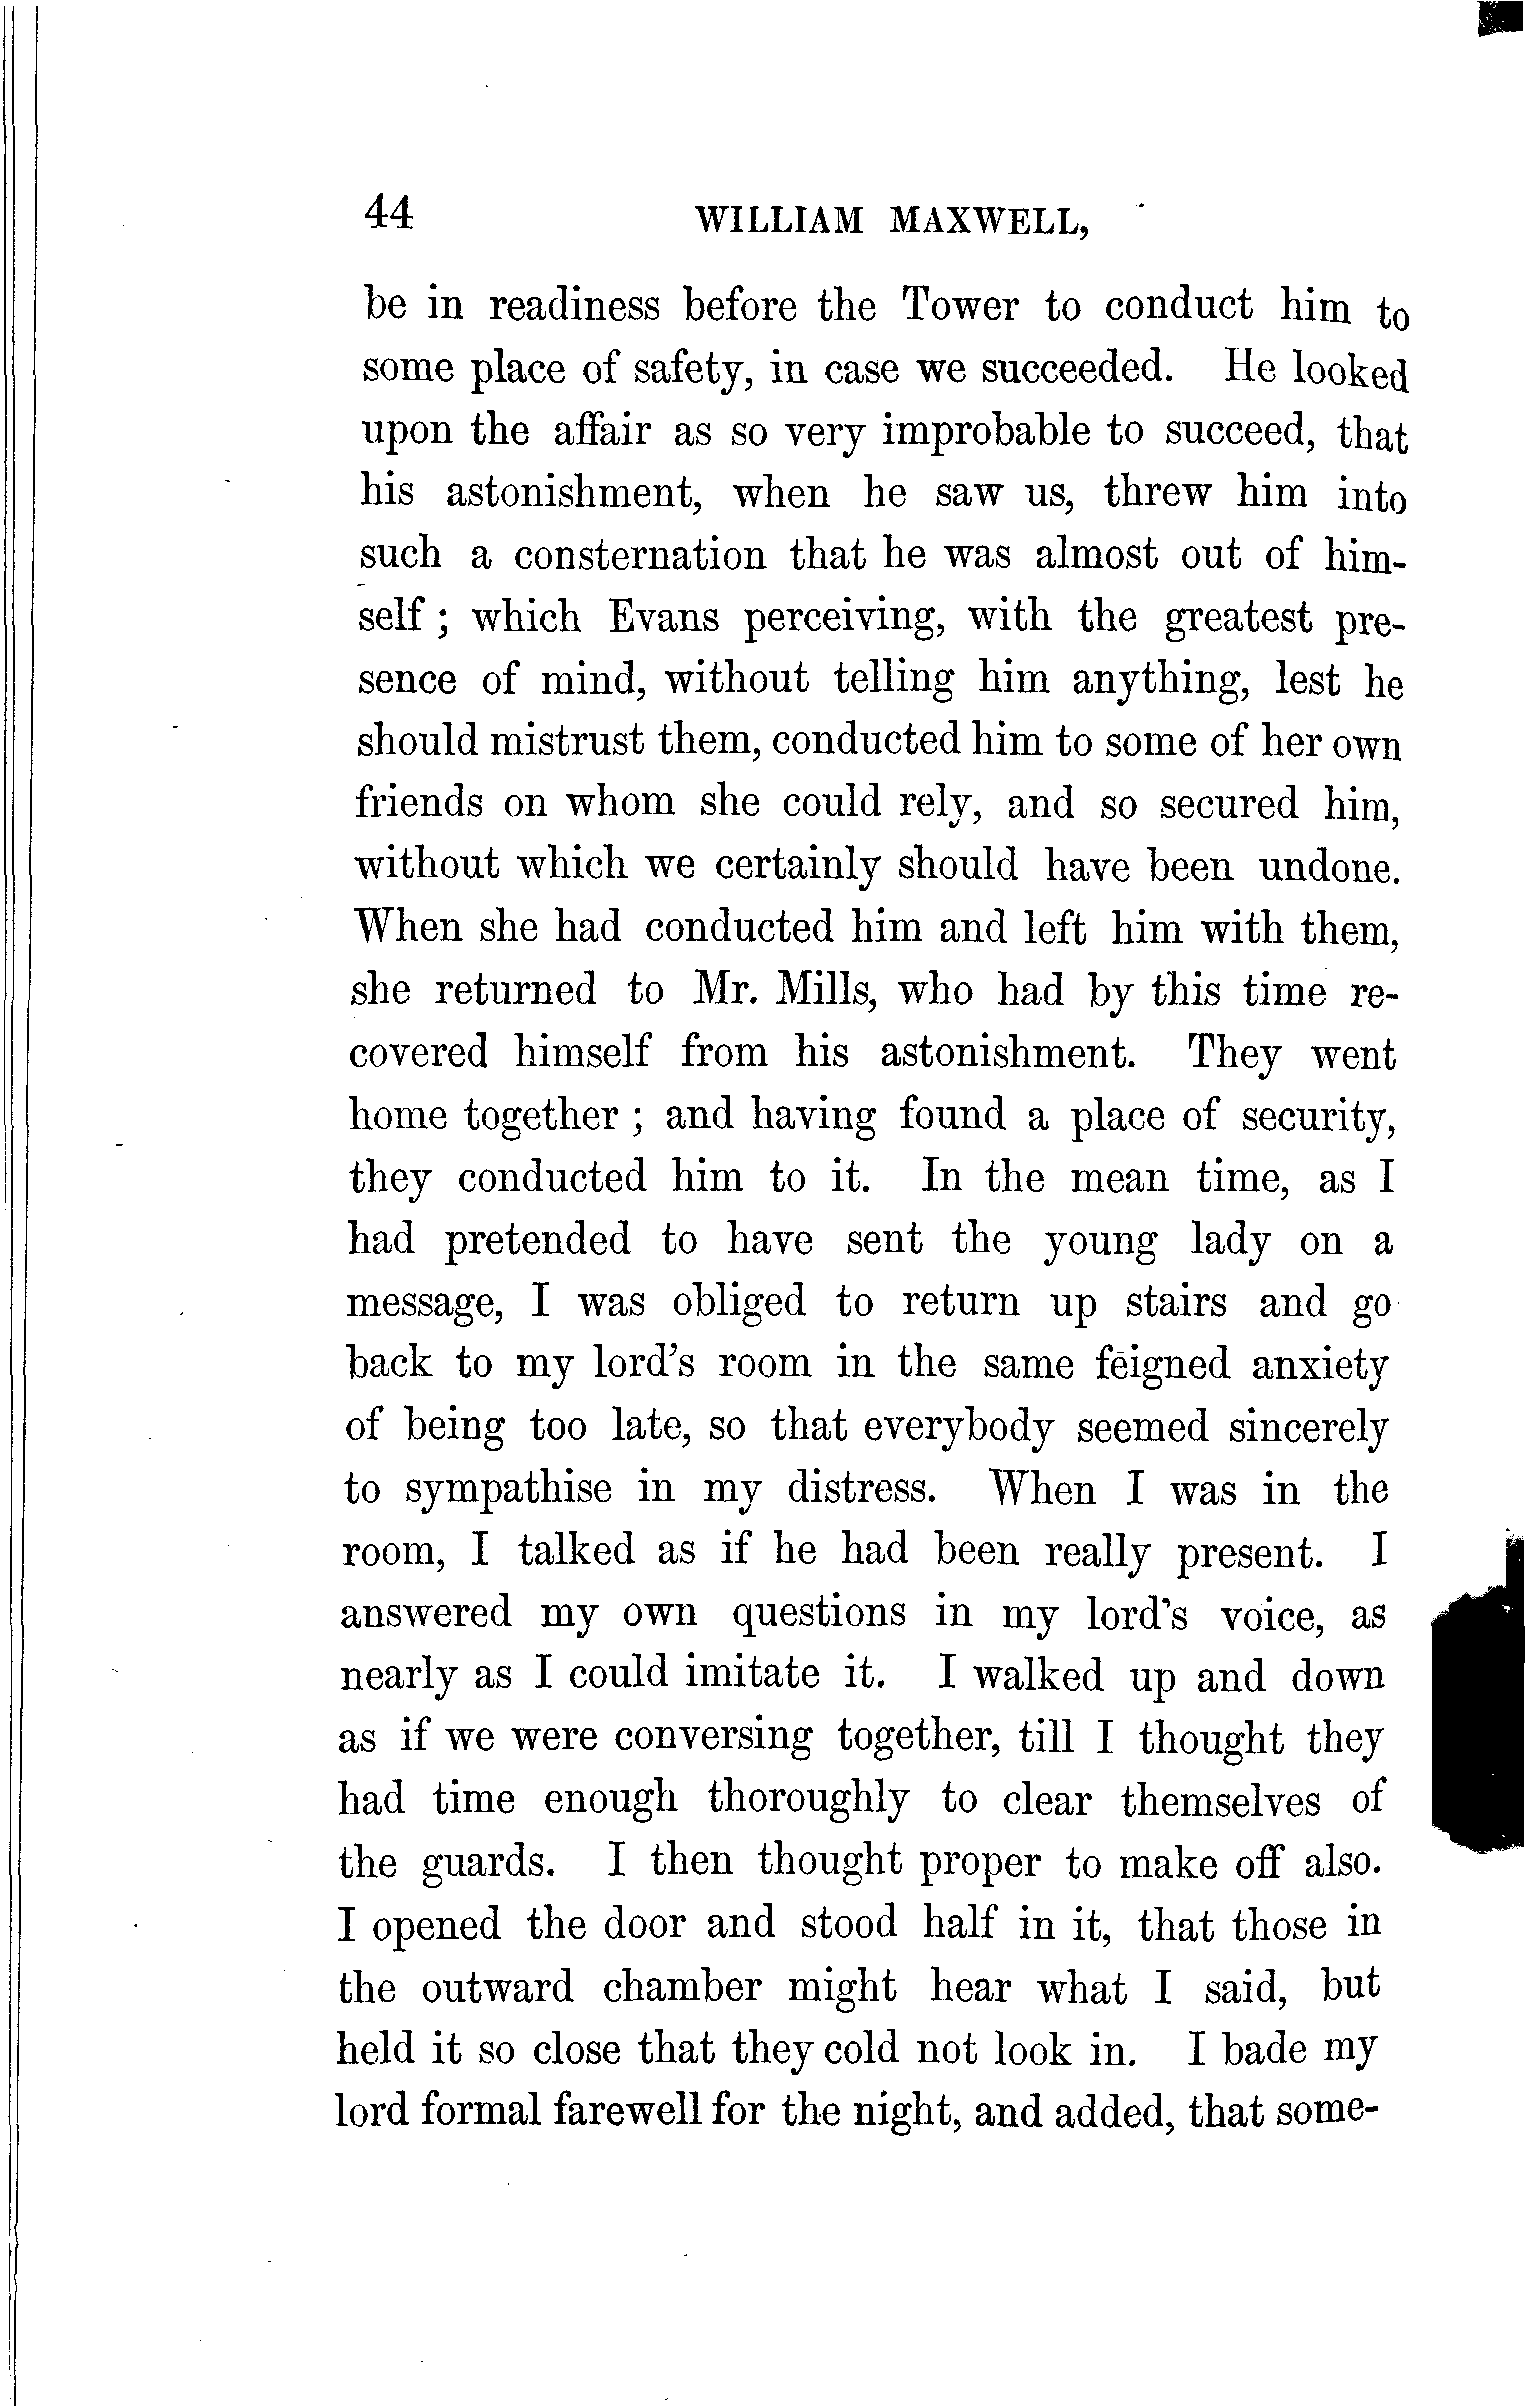 44 WILLIAM MAXWELL,
be in readiness before the Tower to conduct him to
some place of safety, in case we succeeded. He looked
upon the affair as so very improbable to succeed, that
his astonishment, when he saw us, threw him into
such a consternation that he was almost out of him-
self ; which Evans perceiving, with the greatest pre-
sence of mind, without telling him anything, lest he
should mistrust them, conducted him to some of her own
friends on whom she could rely, and so secured him,
without which we certainly should have been undone.
When she had conducted him and left him with them,
she returned to Mr. Mills, who had by this time re-
covered himself from his astonishment. They went
home together ; and having found a place of security,
they conducted him to it. In the mean time, as I
had pretended to have sent the young lady on a
message, I was obliged to return up stairs and go
back to my lord's room in the same feigned anxiety
of being too late, so that everybody seemed sincerely
to sympathise in my distress. When I was in the
room, I talked as if he had been really present. I
answered my own questions in my lord's voice, as
nearly as I could imitate it. I walked up and down
as if we were conversing together, till I thought they
had time enough thoroughly to clear themselves of
the guards. I then thought proper to make off also.
I opened the door and stood half in it, that those in
the outward chamber might hear what I said, but
held it so close that they cold not look in. I bade my
lord formal farewell for the night, and added, that some-